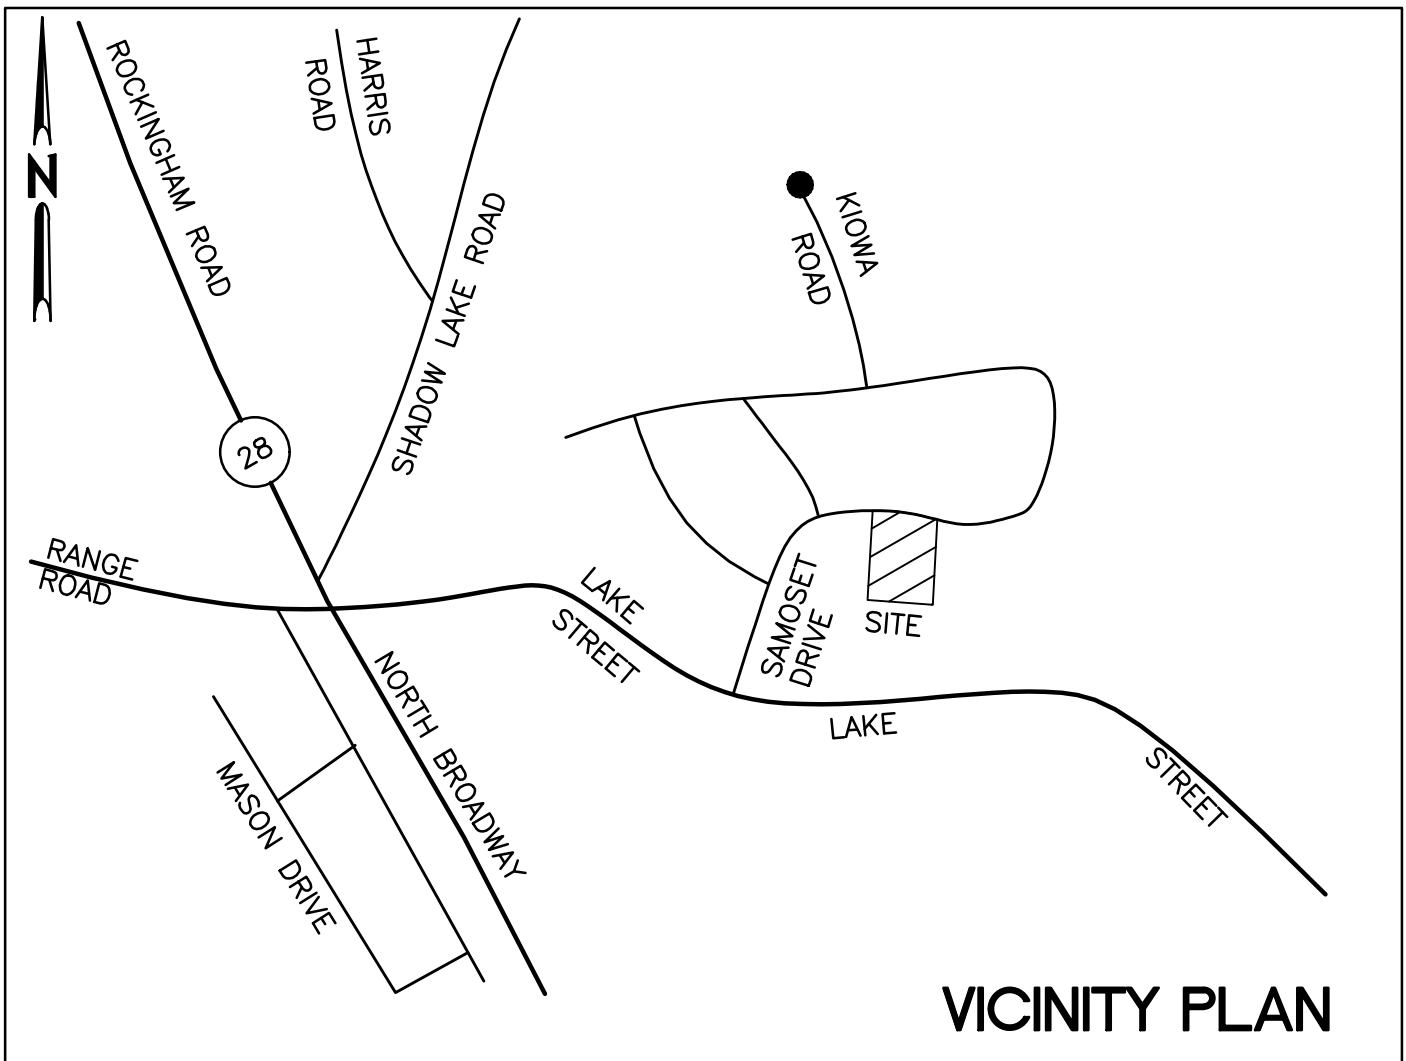 N
ROCKINGHAM ROAD
HARRIS
ROAD
SHADOW LAKE ROAD
KIOWA
ROAD
28
RANGE
ROAD
LAKE
STREET
SAMOSET
DRIVE
SITE
NORTH BROADWAY
LAKE
STREET
MASON DRIVE
VICINITY PLAN